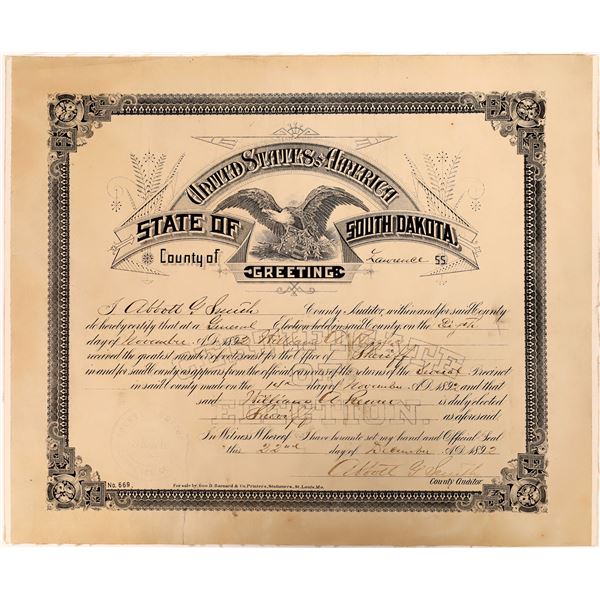 UNITED STATES OF AMERICA
STATE OF SOUTH DAKOTA,
County of Lawrence SS.
GREETING:
CERTIFICATE
OF
ELECTION.
I Abbott G. Smith County Auditor, within and for said County
do hereby certify that at a General Election held in said County, on the Eighth
day of November A.D. 1892 William A.
received the greatest number of votes cast for the Office of Sheriff
in and for said county as appears from the official canvass of the returns of the Several Precinct
in said County made on the day of November A.D. 1892 and that
said William A. is duly elected
Sheriff as aforesaid.
In Witness Whereof I have hereunto set my hand and Official Seal
this 22nd day of December A.D. 1892
Abbott G. Smith
County Auditor.
No. 669.
For sale by Geo. D. Barnard & Co. Printers, Stationers, St. Louis, Mo.